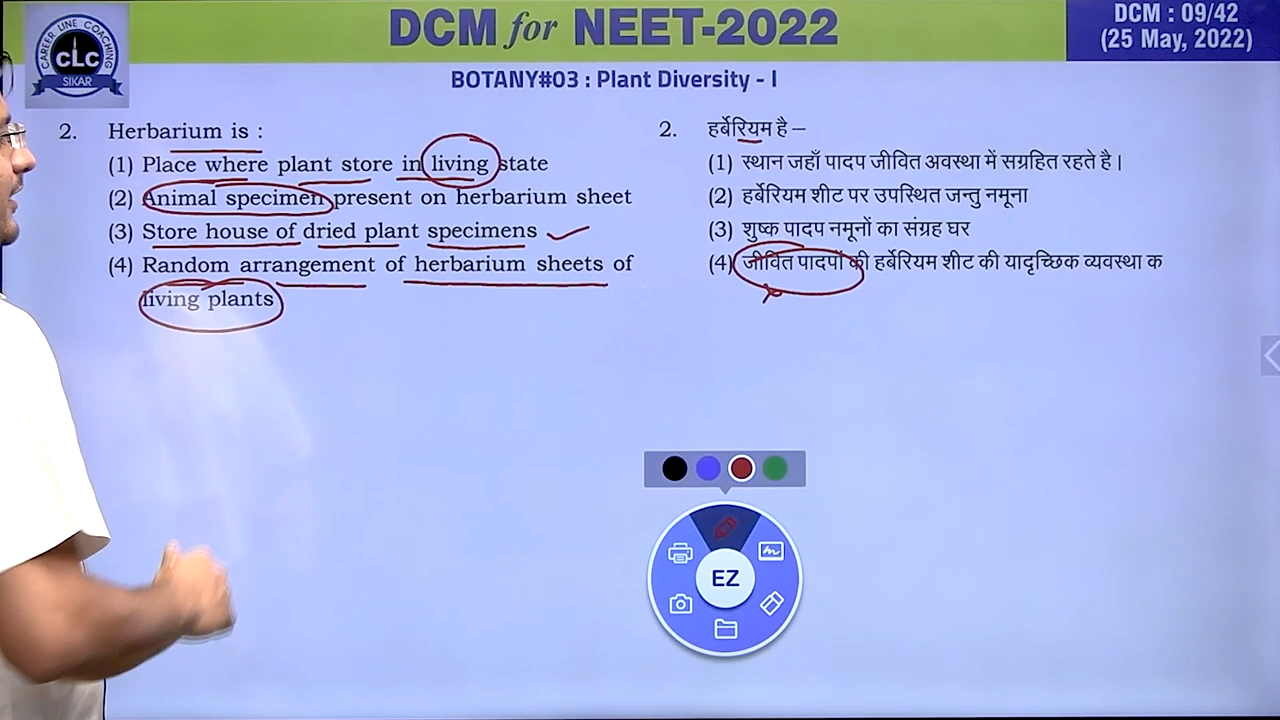 DCM for NEET-2022
DCM : 09/42
(25 May, 2022)
CAREER LINE COACHING
CLC
SIKAR
BOTANY#03 : Plant Diversity - I
2. Herbarium is :
(1) Place where plant store in living state
(2) Animal specimen present on herbarium sheet
(3) Store house of dried plant specimens
(4) Random arrangement of herbarium sheets of
living plants
2. हर्बेरियम है –
(1) स्थान जहाँ पादप जीवित अवस्था में सग्रहित रहते है।
(2) हर्बेरियम शीट पर उपस्थित जन्तु नमूना
(3) शुष्क पादप नमूनों का संग्रह घर
(4) जीवित पादपों की हर्बेरियम शीट की यादृच्छिक व्यवस्था क
EZ